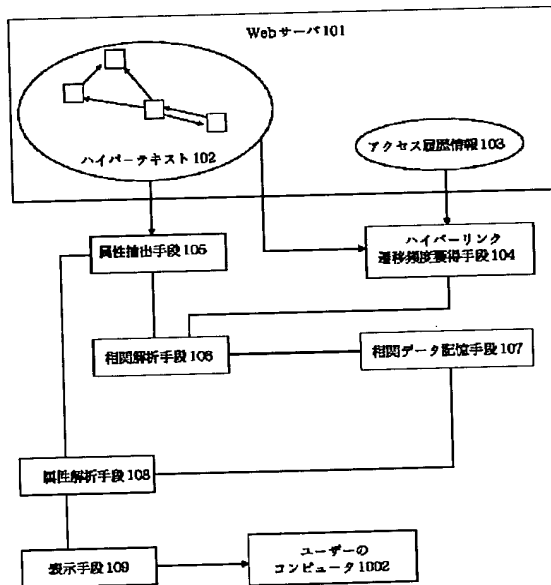 Webサーバ101
ハイパーテキスト102
アクセス履歴情報103
属性抽出手段105
ハイパーリンク
遷移頻度獲得手段104
相関解析手段106
相関データ記憶手段107
属性解析手段108
表示手段109
ユーザーの
コンピュータ1002